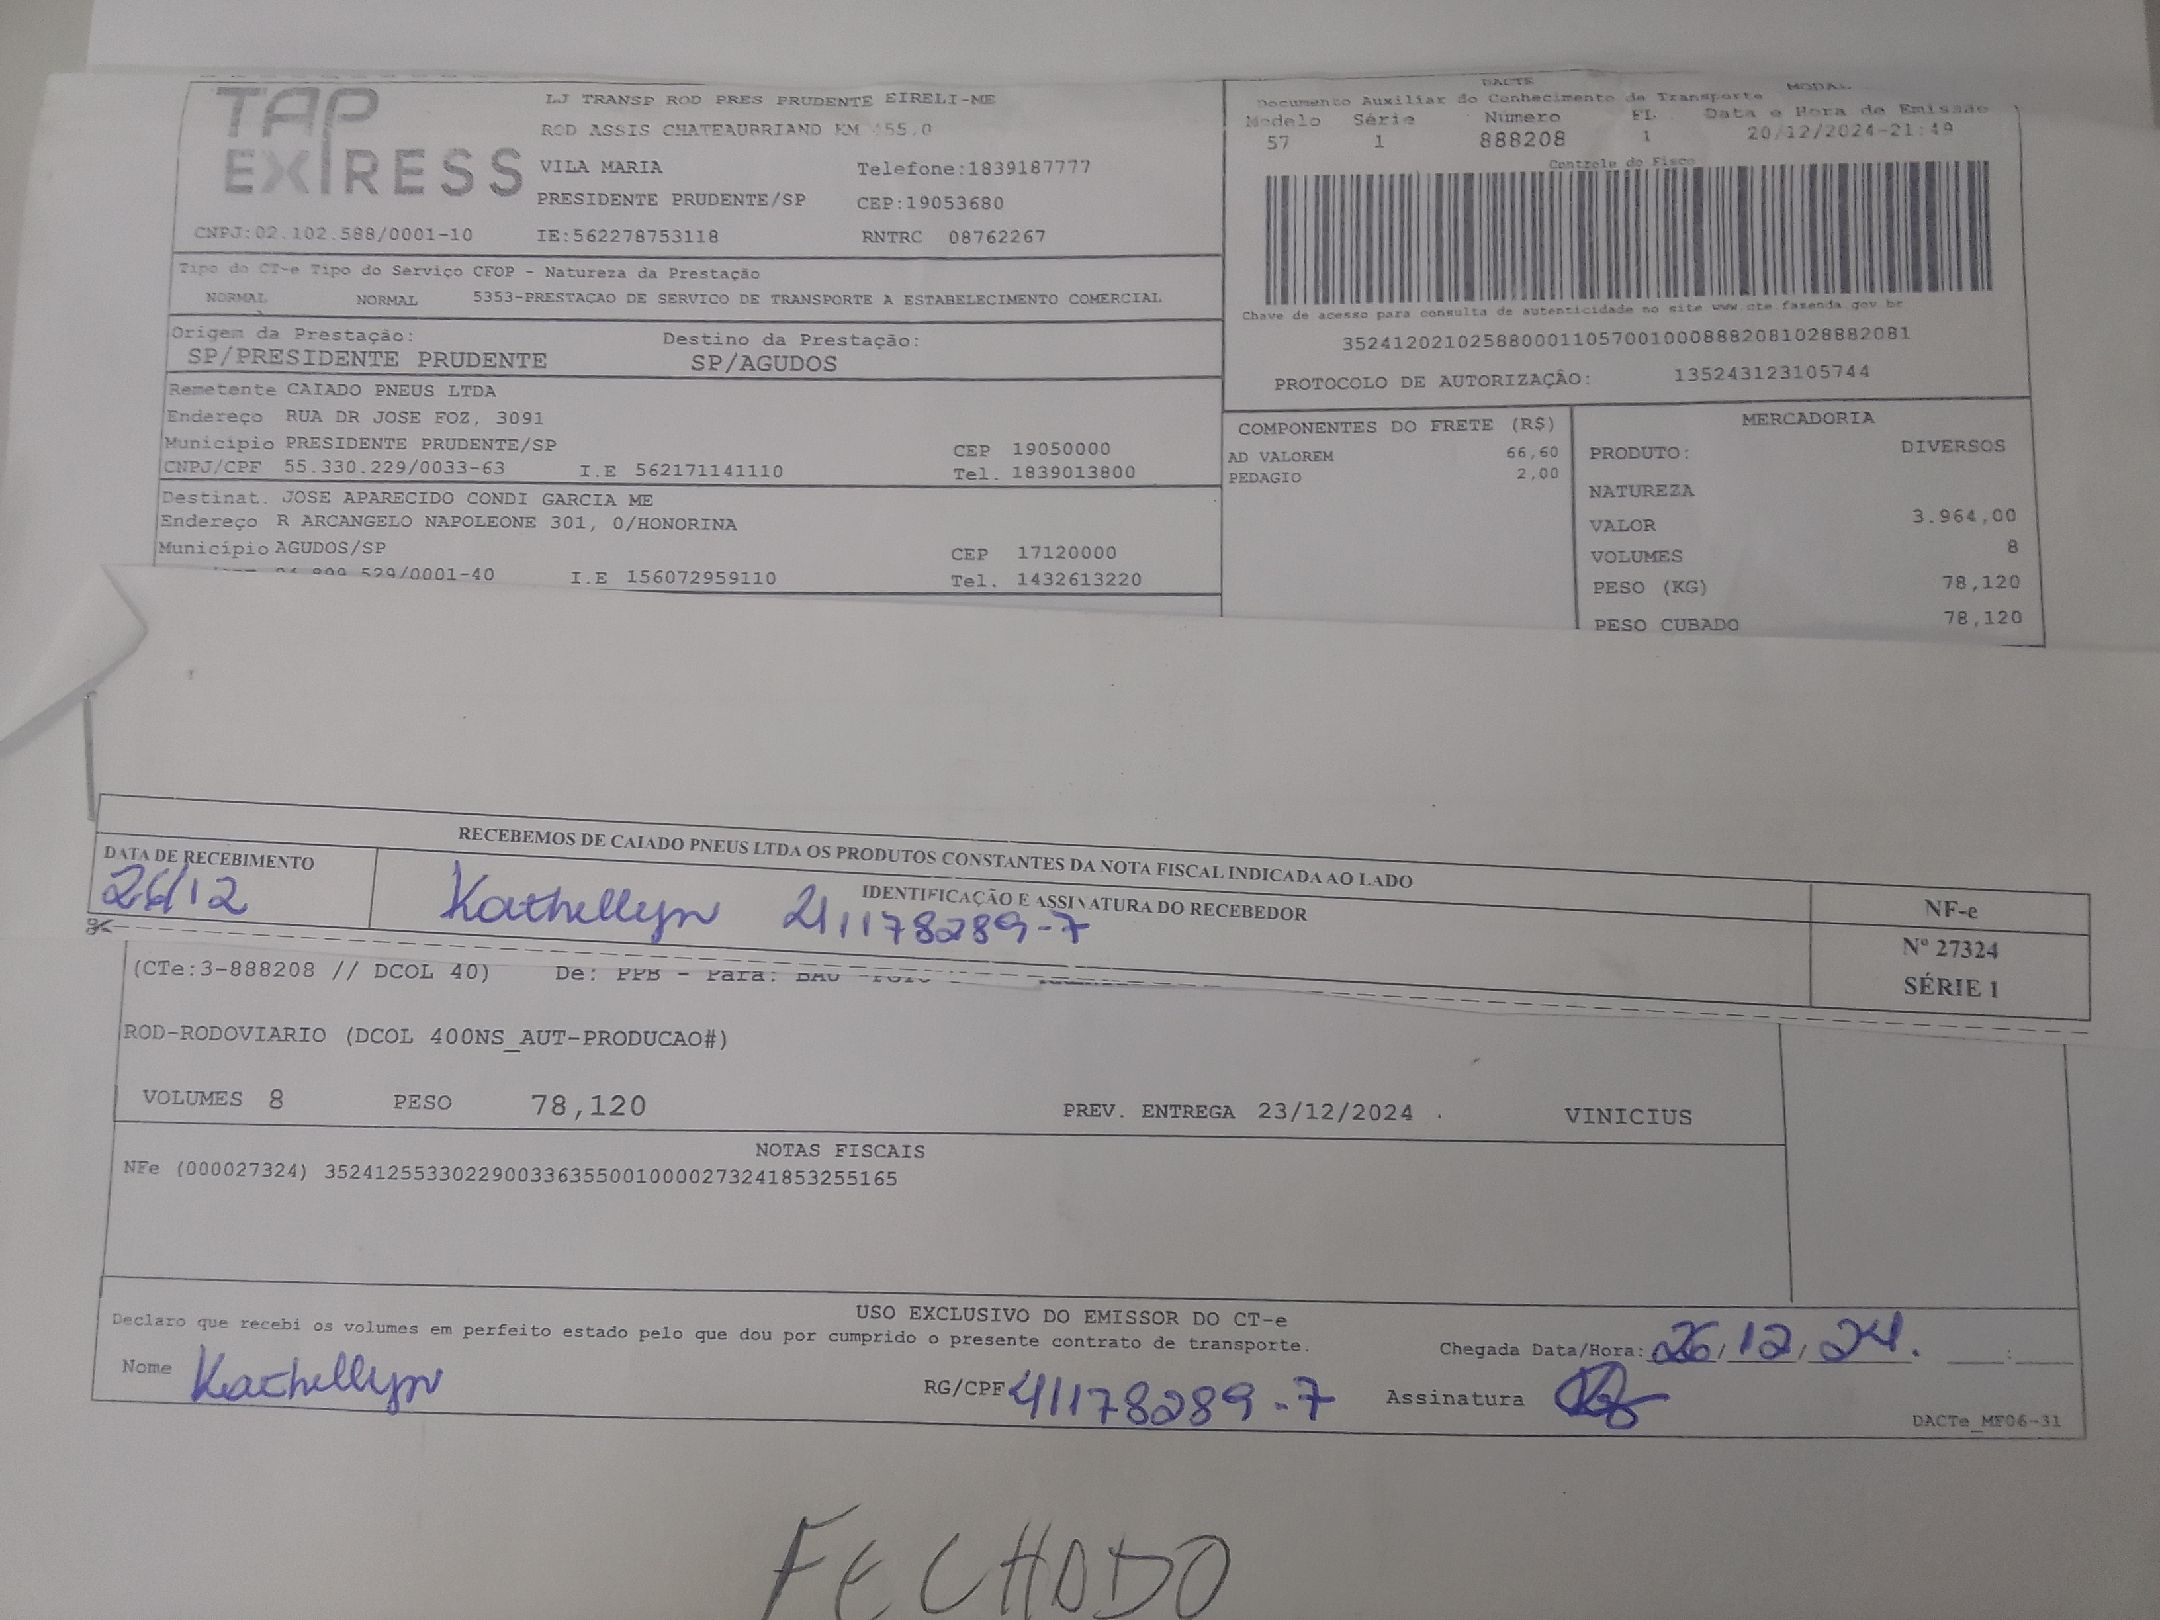 TAP
EXPRESS
LJ TRANSP ROD PRES PRUDENTE EIRELI-ME
ROD ASSIS CHATEAUBRIAND KM 455,0
VILA MARIA Telefone:1839187777
PRESIDENTE PRUDENTE/SP CEP:19053680
CNPJ:02.102.588/0001-10 IE:562278753118 RNTRC 08762267
Tipo do CT-e Tipo do Serviço CFOP - Natureza da Prestação
NORMAL NORMAL 5353-PRESTAÇAO DE SERVICO DE TRANSPORTE A ESTABELECIMENTO COMERCIAL
Origem da Prestação: Destino da Prestação:
SP/PRESIDENTE PRUDENTE SP/AGUDOS
Remetente CAIADO PNEUS LTDA
Endereço RUA DR JOSE FOZ, 3091
Município PRESIDENTE PRUDENTE/SP CEP 19050000
CNPJ/CPF 55.330.229/0033-63 I.E 562171141110 Tel. 1839013800
Destinat. JOSE APARECIDO CONDI GARCIA ME
Endereço R ARCANGELO NAPOLEONE 301, 0/HONORINA
Município AGUDOS/SP CEP 17120000
529/0001-40 I.E 156072959110 Tel. 1432613220
DACTE MODAL
Documento Auxiliar do Conhecimento de Transporte
Modelo Série Número FL Data e Hora de Emissão
57 1 888208 1 20/12/2024-21:49
Controle do Fisco
Chave de acesso para consulta de autenticidade no site www.cte.fazenda.gov.br
35241202102588000110570010008882081028882081
PROTOCOLO DE AUTORIZAÇÃO: 135243123105744
COMPONENTES DO FRETE (R$)
AD VALOREM 66,60
PEDAGIO 2,00
MERCADORIA
PRODUTO: DIVERSOS
NATUREZA
VALOR 3.964,00
VOLUMES 8
PESO (KG) 78,120
PESO CUBADO 78,120
RECEBEMOS DE CAIADO PNEUS LTDA OS PRODUTOS CONSTANTES DA NOTA FISCAL INDICADA AO LADO
DATA DE RECEBIMENTO IDENTIFICAÇÃO E ASSINATURA DO RECEBEDOR
26/12 Kathellyn 41178289-7
NF-e
Nº 27324
SÉRIE 1
(CTe:3-888208 // DCOL 40) De: PPB - Para: BAU
ROD-RODOVIARIO (DCOL 400NS_AUT-PRODUCAO#)
VOLUMES 8 PESO 78,120 PREV. ENTREGA 23/12/2024 . VINICIUS
NOTAS FISCAIS
NFe (000027324) 35241255330229003363550010000273241853255165
USO EXCLUSIVO DO EMISSOR DO CT-e
Declaro que recebi os volumes em perfeito estado pelo que dou por cumprido o presente contrato de transporte.
Chegada Data/Hora: 26/12/24. :
Nome Kathellyn RG/CPF 41178289-7 Assinatura
DACTe_MF06-31
FECHADO